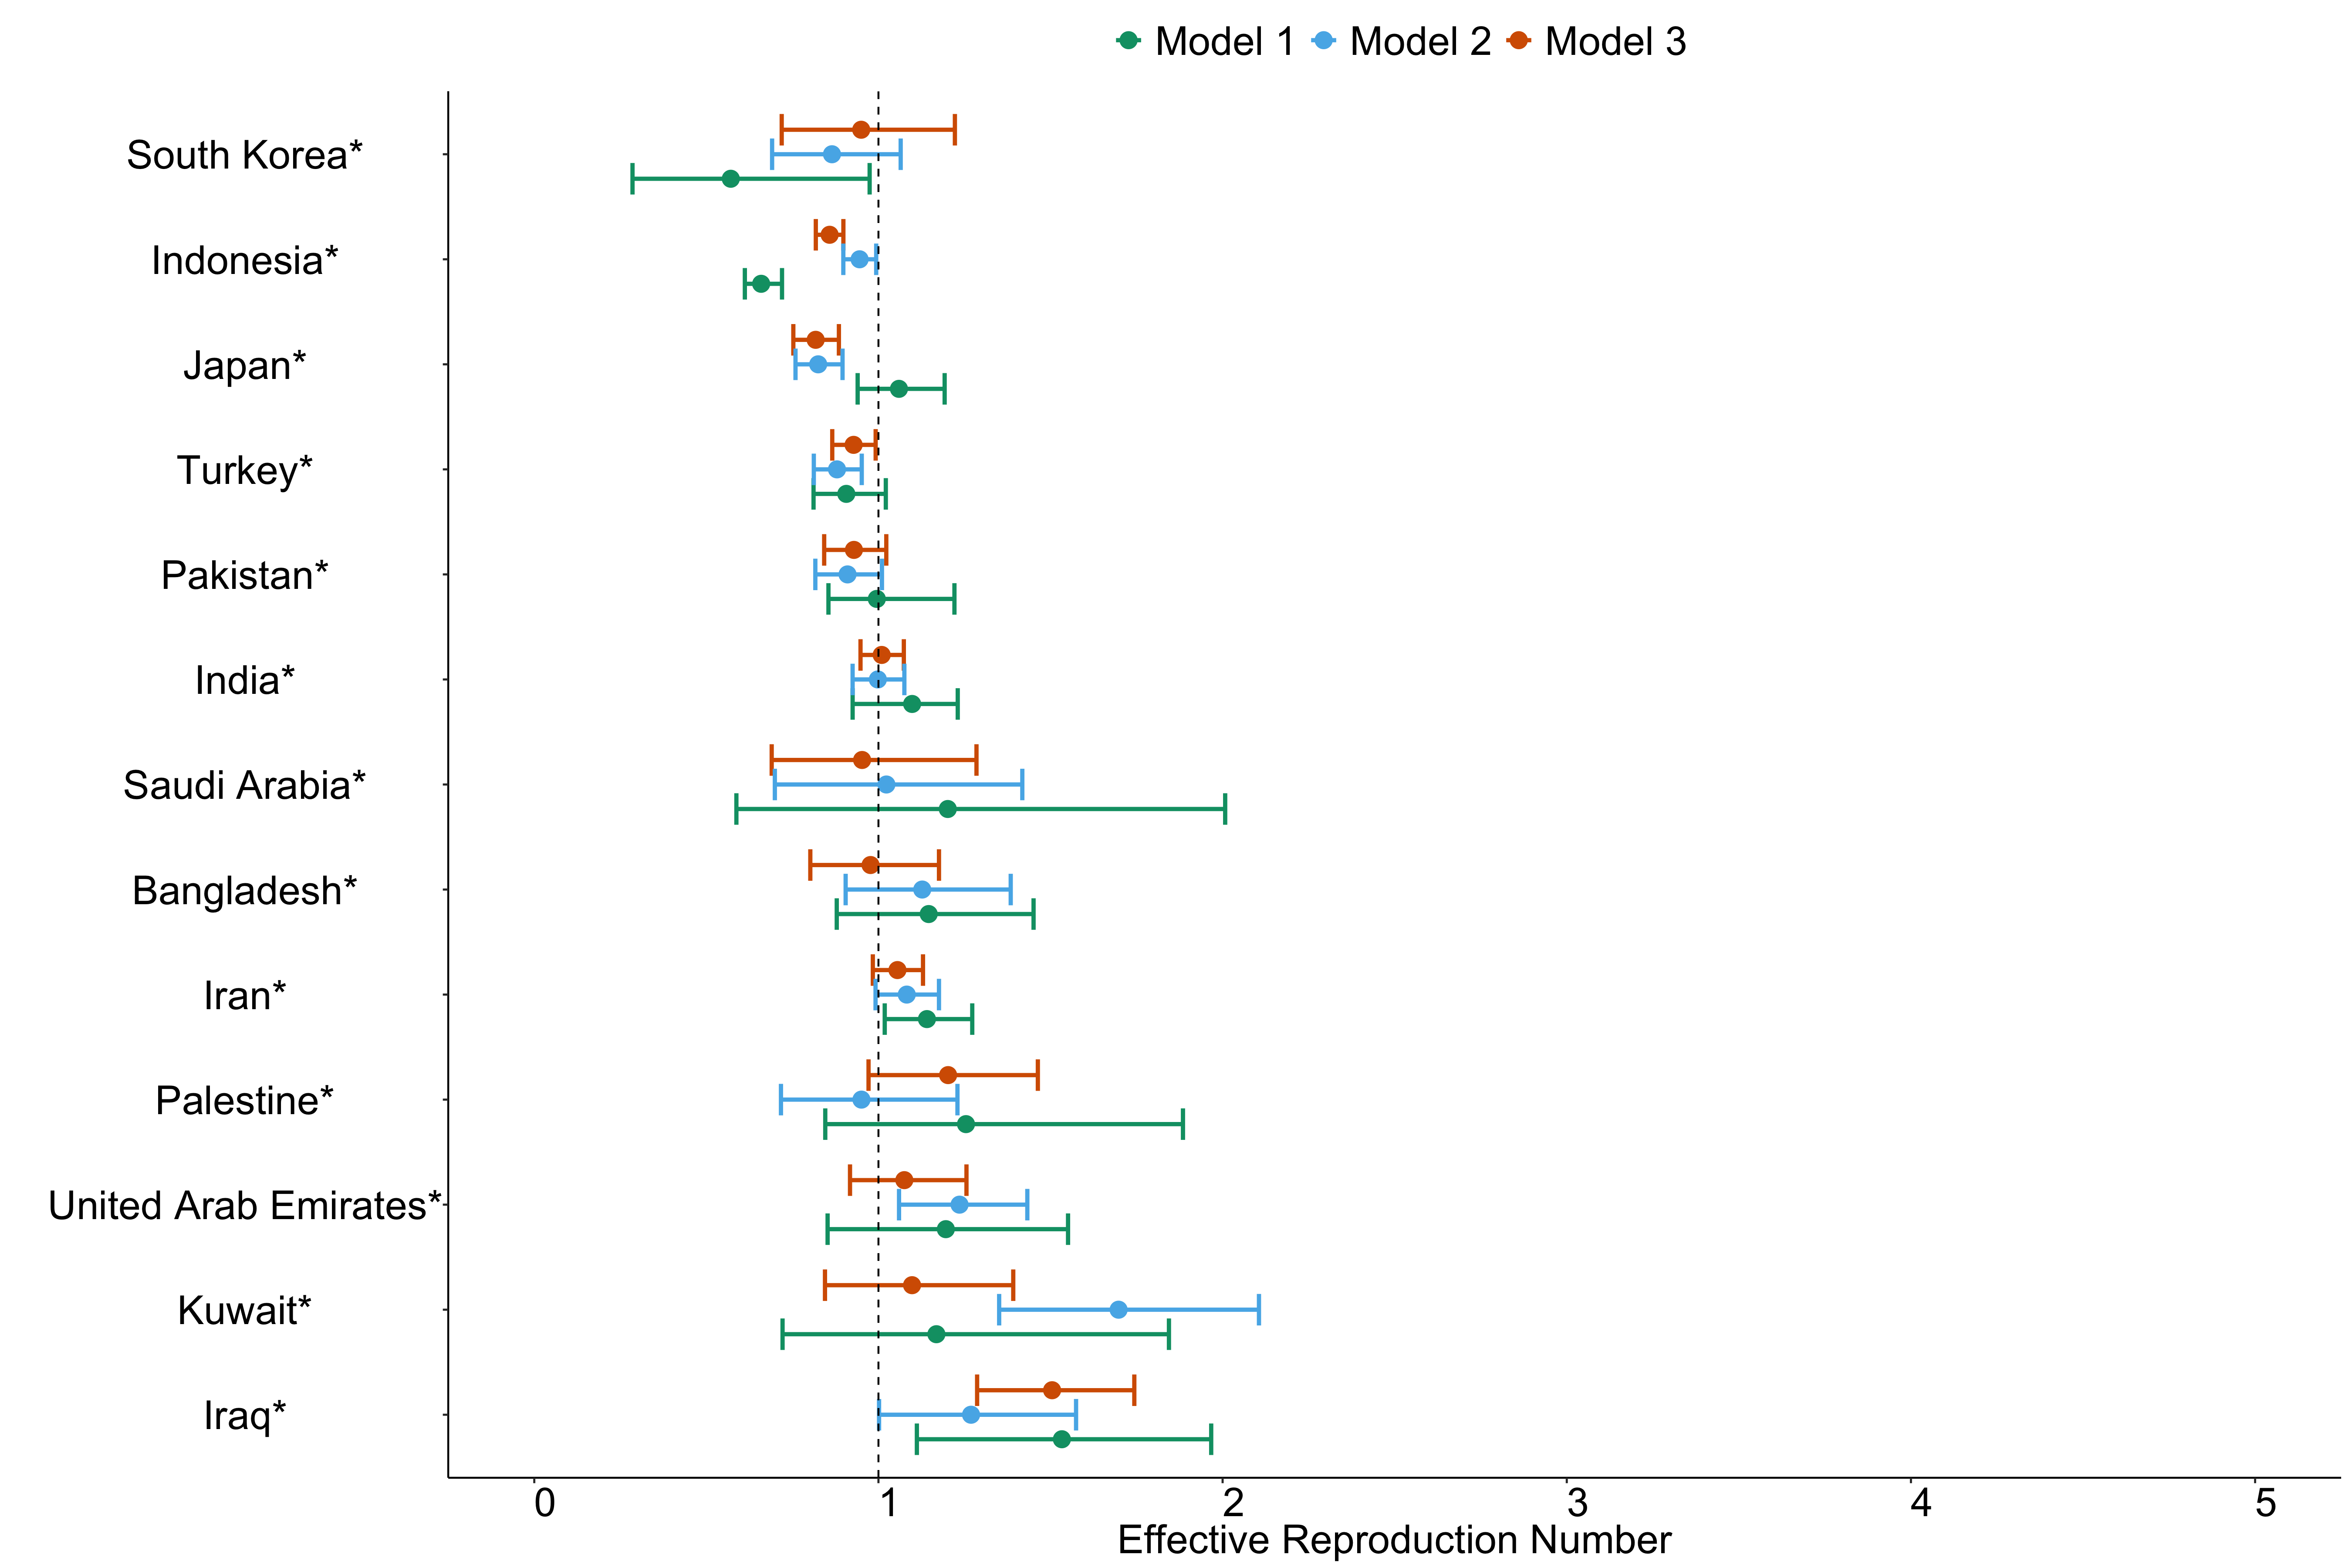 Model 1 Model 2 Model 3
South Korea*
Indonesia*
Japan*
Turkey*
Pakistan*
India*
Saudi Arabia*
Bangladesh*
Iran*
Palestine*
United Arab Emirates*
Kuwait*
Iraq*
0 1 2 3 4 5
Effective Reproduction Number